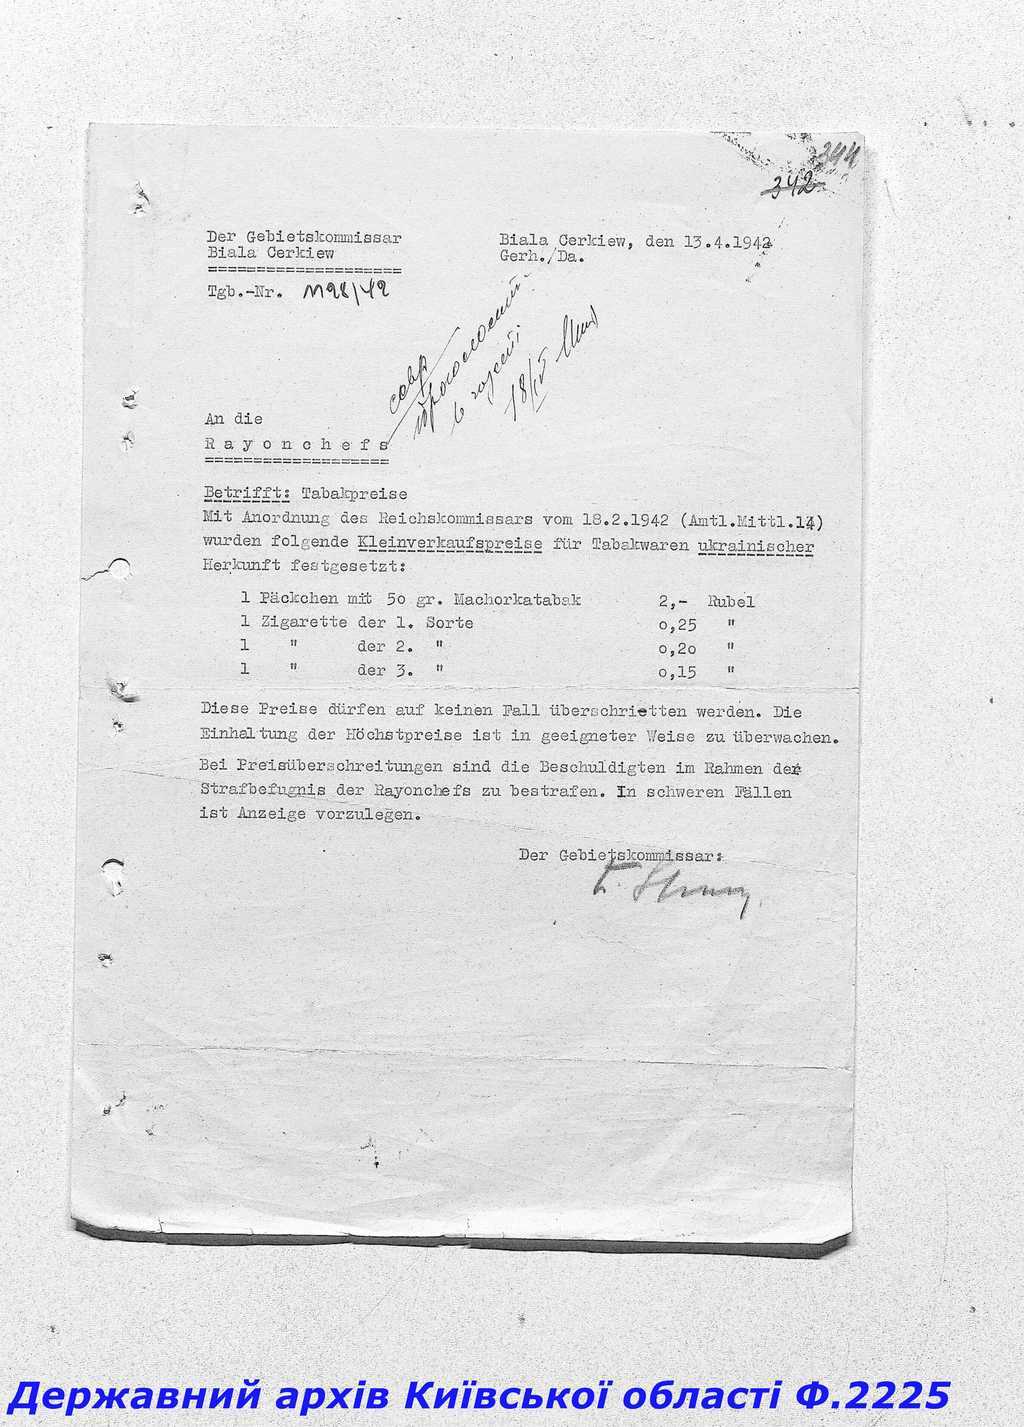 344
342
Der Gebietskommissar
Biala Cerkiew
====================
Tgb.-Nr. 1128/42
Biala Cerkiew, den 13.4.1942
Gerh./Da.
18/IV
An die
R a y o n c h e f s
===================
Betrifft: Tabakpreise
Mit Anordnung des Reichskommissars vom 18.2.1942 (Amtl.Mittl.14)
wurden folgende Kleinverkaufspreise für Tabakwaren ukrainischer
Herkunft festgesetzt:
1 Päckchen mit 5o gr. Machorkatabak 2,- Rubel
1 Zigarette der 1. Sorte o,25 "
1 " der 2. " o,2o "
1 " der 3. " o,15 "
Diese Preise dürfen auf keinen Fall überschrietten werden. Die
Einhaltung der Höchstpreise ist in geeigneter Weise zu überwachen.
Bei Preisüberschreitungen sind die Beschuldigten im Rahmen der
Strafbefugnis der Rayonchefs zu bestrafen. In schweren Fällen
ist Anzeige vorzulegen.
Der Gebietskommissar:
Державний архів Київської області Ф.2225